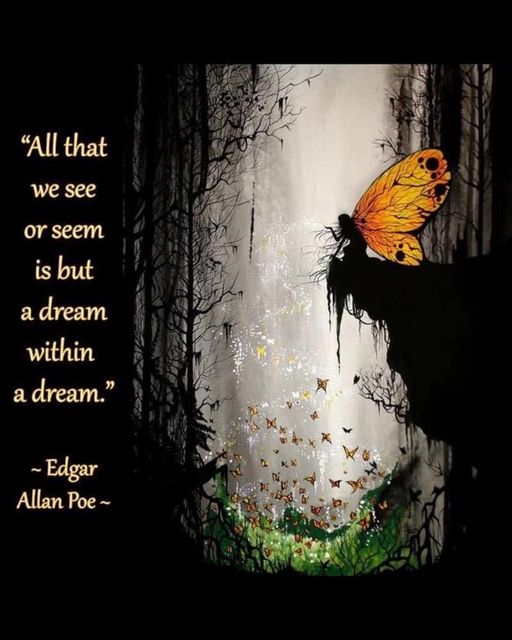 “All that
we see
or seem
is but
a dream
within
a dream.”
~ Edgar
Allan Poe ~